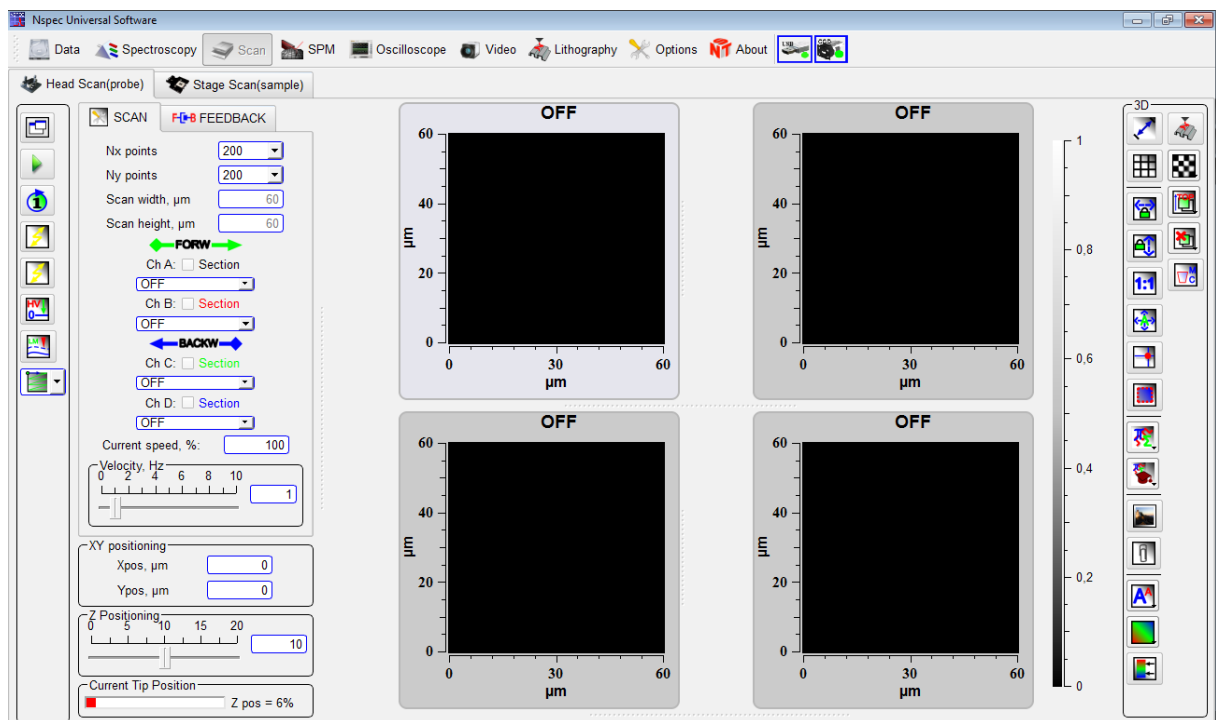 Nspec Universal Software
Data Spectroscopy Scan SPM Oscilloscope Video Lithography Options About
Head Scan(probe) Stage Scan(sample)
SCAN F-B FEEDBACK
Nx points 200
Ny points 200
Scan width, µm 60
Scan height, µm 60
FORW
Ch A: Section
OFF
Ch B: Section
OFF
BACKW
Ch C: Section
OFF
Ch D: Section
OFF
Current speed, %: 100
Velocity, Hz
0 2 4 6 8 10
1
XY positioning
Xpos, µm 0
Ypos, µm 0
Z Positioning
0 5 10 15 20
10
Current Tip Position
Z pos = 6%
HV
0
LM
OFF
60
40
20
0
µm
0 30 60
µm
OFF
60
40
20
0
µm
0 30 60
µm
OFF
60
40
20
0
µm
0 30 60
µm
OFF
60
40
20
0
µm
0 30 60
µm
1
0,8
0,6
0,4
0,2
0
3D
TOP
1:1
MC
AA